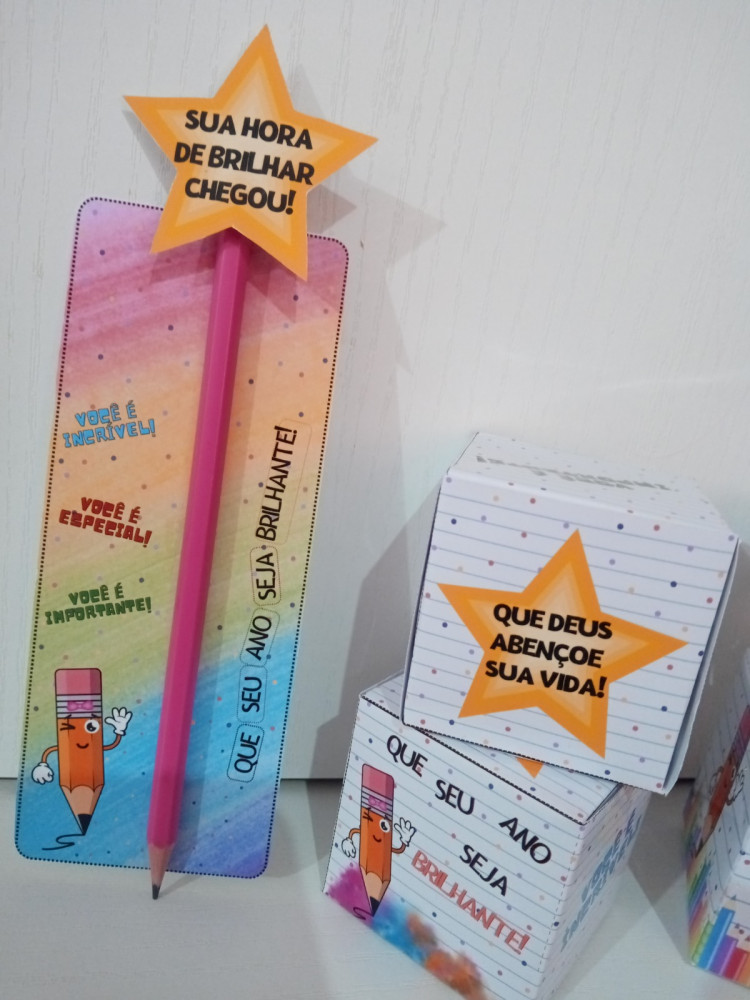 SUA HORA
DE BRILHAR
CHEGOU!
VOCÊ É
INCRÍVEL!
VOCÊ É
ESPECIAL!
VOCÊ É
IMPORTANTE!
QUE SEU ANO SEJA BRILHANTE!
QUE DEUS
ABENÇOE
SUA VIDA!
QUE SEU ANO
SEJA
BRILHANTE!